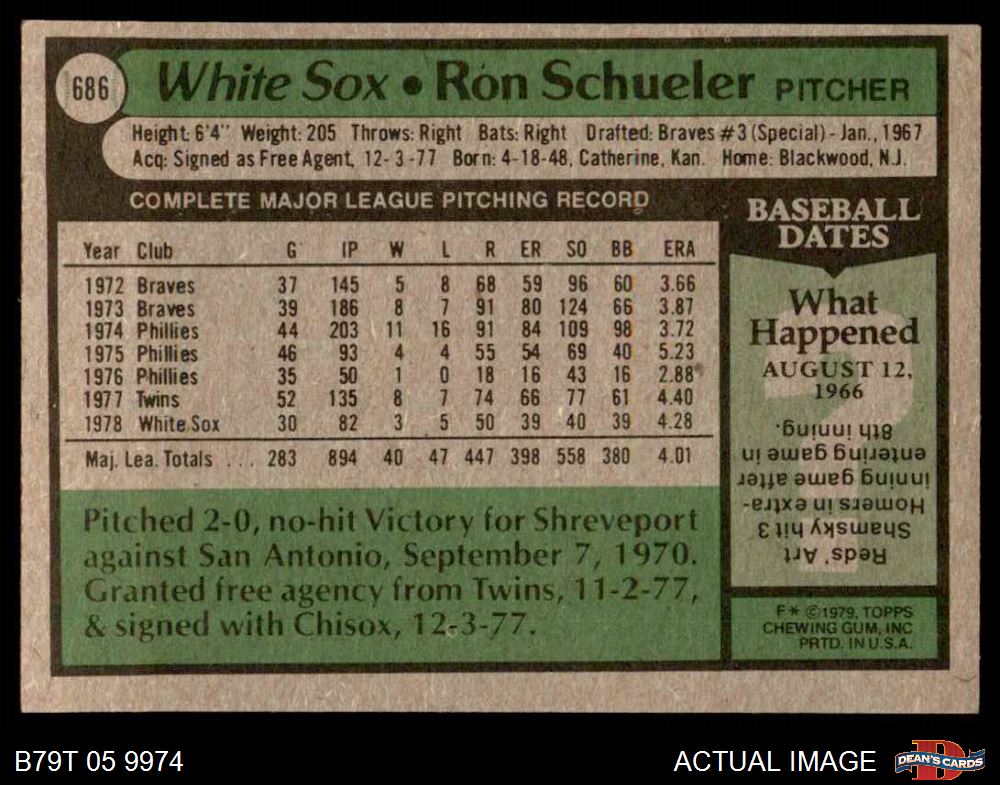 686 White Sox • Ron Schueler PITCHER
Height: 6'4" Weight: 205 Throws: Right Bats: Right Drafted: Braves #3 (Special) - Jan., 1967
Acq: Signed as Free Agent, 12-3-77 Born: 4-18-48, Catherine, Kan. Home: Blackwood, N.J.
COMPLETE MAJOR LEAGUE PITCHING RECORD
Year Club G IP W L R ER SO BB ERA
1972 Braves 37 145 5 8 68 59 96 60 3.66
1973 Braves 39 186 8 7 91 80 124 66 3.87
1974 Phillies 44 203 11 16 91 84 109 98 3.72
1975 Phillies 46 93 4 4 55 54 69 40 5.23
1976 Phillies 35 50 1 0 18 16 43 16 2.88
1977 Twins 52 135 8 7 74 66 77 61 4.40
1978 White Sox 30 82 3 5 50 39 40 39 4.28
Maj. Lea. Totals ... 283 894 40 47 447 398 558 380 4.01
Pitched 2-0, no-hit Victory for Shreveport
against San Antonio, September 7, 1970.
Granted free agency from Twins, 11-2-77,
& signed with Chisox, 12-3-77.
BASEBALL
DATES
What
Happened
AUGUST 12,
1966
Reds' Art
Shamsky hit 3
Homers in extra-
inning game after
entering game in
8th inning.
F* ©1979, TOPPS
CHEWING GUM, INC
PRTD. IN U.S.A.
B79T 05 9974
ACTUAL IMAGE
D
DEAN'S CARDS